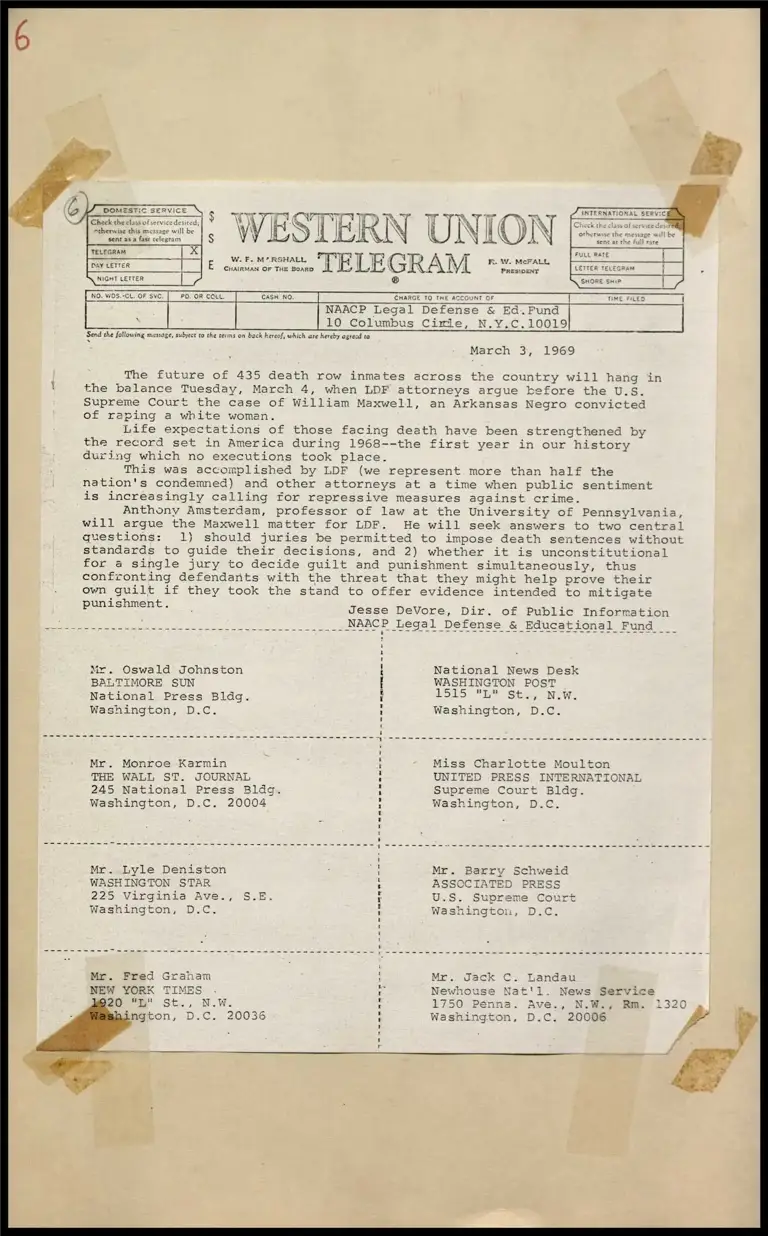 6
6
DOMESTIC SERVICE
Check the class of service desired;
otherwise this message will be
sent as a fast telegram
TELEGRAM X
DAY LETTER
NIGHT LETTER
$
S
E
WESTERN UNION
TELEGRAM
®
W. F. MARSHALL
CHAIRMAN OF THE BOARD
R. W. McFALL
PRESIDENT
INTERNATIONAL SERVICE
Check the class of service desired;
otherwise the message will be
sent at the full rate
FULL RATE
LETTER TELEGRAM
SHORE SHIP
NO. WDS.-CL. OF SVC. PD. OR COLL. CASH NO. CHARGE TO THE ACCOUNT OF TIME FILED
NAACP Legal Defense & Ed.Fund
10 Columbus Cirle, N.Y.C.10019
Send the following message, subject to the terms on back hereof, which are hereby agreed to
March 3, 1969
The future of 435 death row inmates across the country will hang in
the balance Tuesday, March 4, when LDF attorneys argue before the U.S.
Supreme Court the case of William Maxwell, an Arkansas Negro convicted
of raping a white woman.
Life expectations of those facing death have been strengthened by
the record set in America during 1968--the first year in our history
during which no executions took place.
This was accomplished by LDF (we represent more than half the
nation's condemned) and other attorneys at a time when public sentiment
is increasingly calling for repressive measures against crime.
Anthony Amsterdam, professor of law at the University of Pennsylvania,
will argue the Maxwell matter for LDF. He will seek answers to two central
questions: 1) should juries be permitted to impose death sentences without
standards to guide their decisions, and 2) whether it is unconstitutional
for a single jury to decide guilt and punishment simultaneously, thus
confronting defendants with the threat that they might help prove their
own guilt if they took the stand to offer evidence intended to mitigate
punishment.
Jesse DeVore, Dir. of Public Information
NAACP Legal Defense & Educational Fund
Mr. Oswald Johnston
BALTIMORE SUN
National Press Bldg.
Washington, D.C.
National News Desk
WASHINGTON POST
1515 "L" St., N.W.
Washington, D.C.
Mr. Monroe Karmin
THE WALL ST. JOURNAL
245 National Press Bldg.
Washington, D.C. 20004
Miss Charlotte Moulton
UNITED PRESS INTERNATIONAL
Supreme Court Bldg.
Washington, D.C.
Mr. Lyle Deniston
WASHINGTON STAR
225 Virginia Ave., S.E.
Washington, D.C.
Mr. Barry Schweid
ASSOCIATED PRESS
U.S. Supreme Court
Washington, D.C.
Mr. Fred Graham
NEW YORK TIMES
1920 "L" St., N.W.
Washington, D.C. 20036
Mr. Jack C. Landau
Newhouse Nat'l. News Service
1750 Penna. Ave., N.W., Rm. 1320
Washington, D.C. 20006